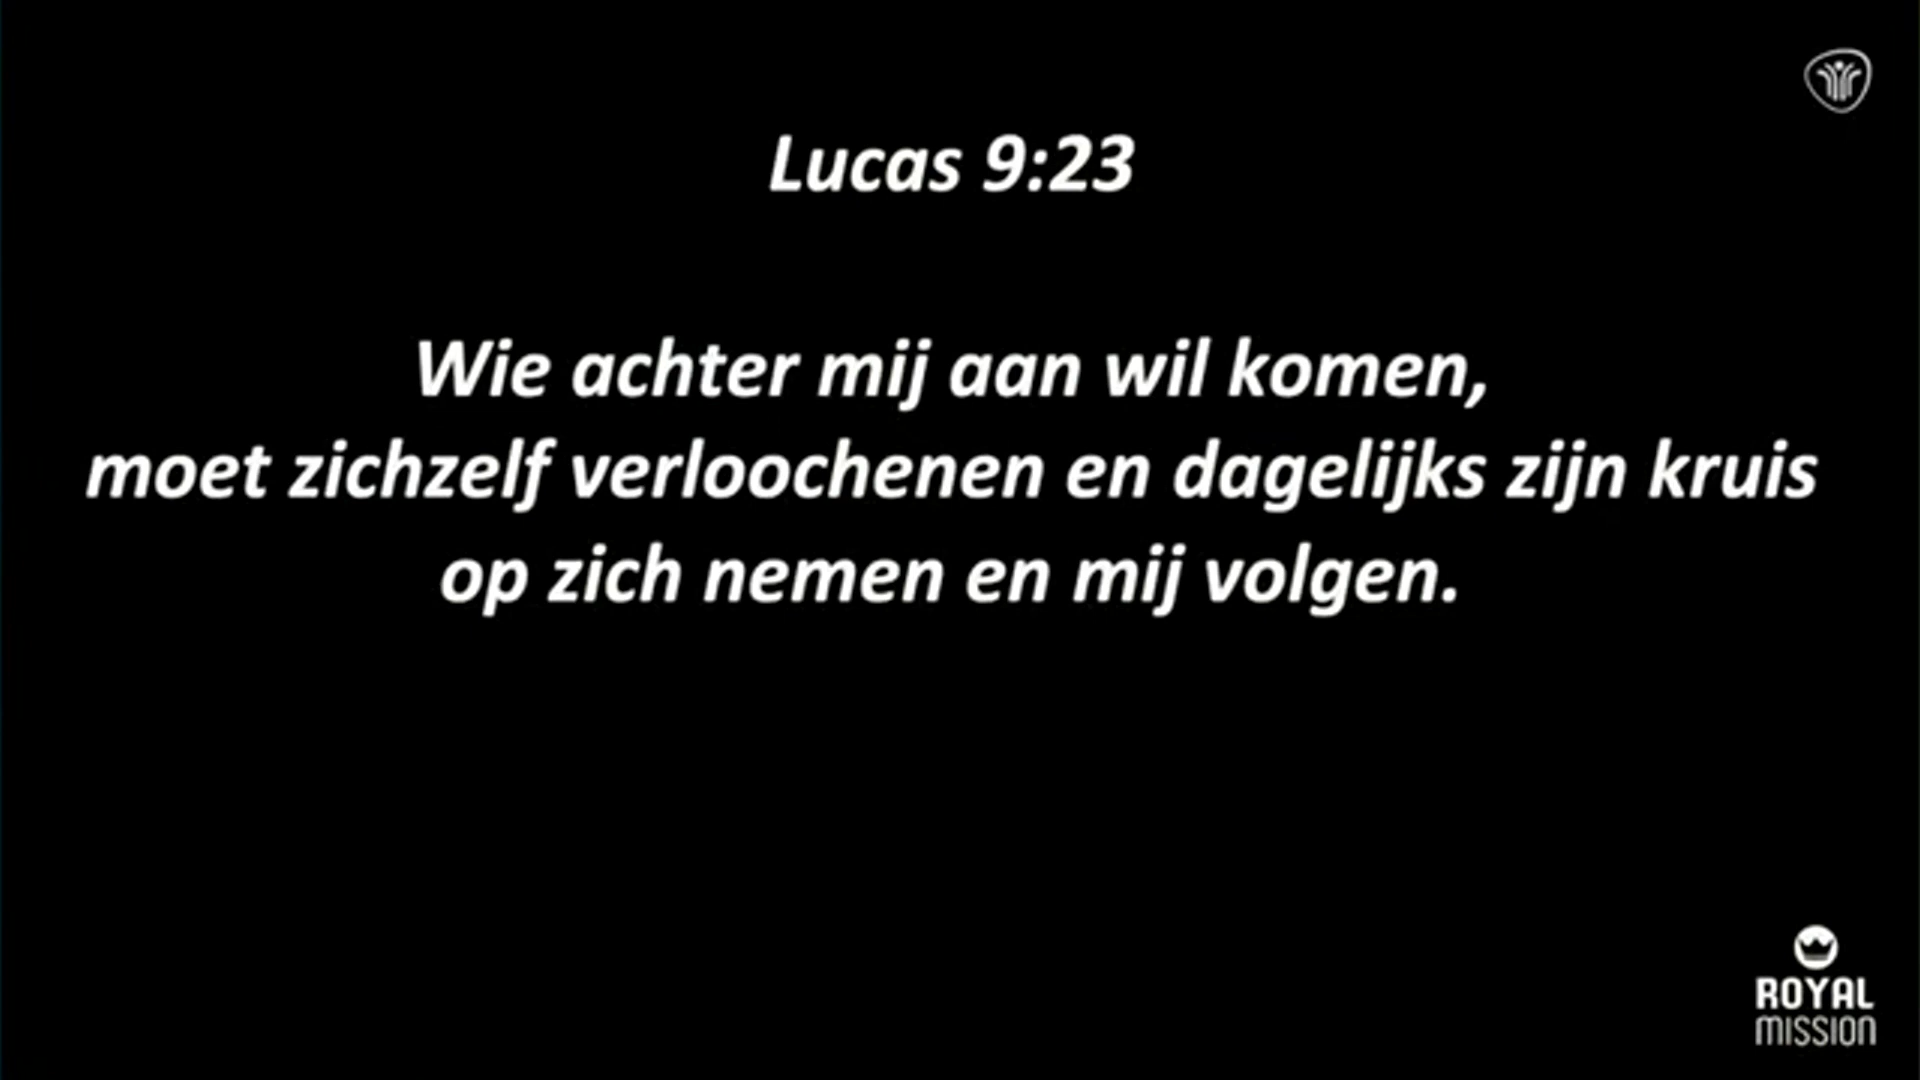 Lucas 9:23
Wie achter mij aan wil komen,
moet zichzelf verloochenen en dagelijks zijn kruis
op zich nemen en mij volgen.
ROYAL
MISSION